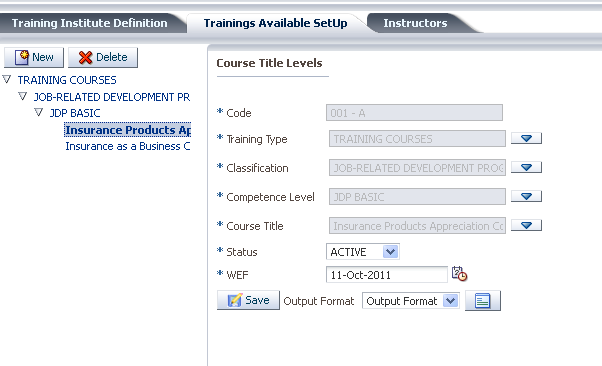 Training Institute Definition
Trainings Available SetUp
Instructors
New
Delete
TRAINING COURSES
JOB-RELATED DEVELOPMENT PR
JDP BASIC
Insurance Products Ap
Insurance as a Business C
Course Title Levels
* Code
001 - A
* Training Type
TRAINING COURSES
* Classification
JOB-RELATED DEVELOPMENT PROG
* Competence Level
JDP BASIC
* Course Title
Insurance Products Appreciation Co
* Status
ACTIVE
* WEF
11-Oct-2011
Save
Output Format
Output Format